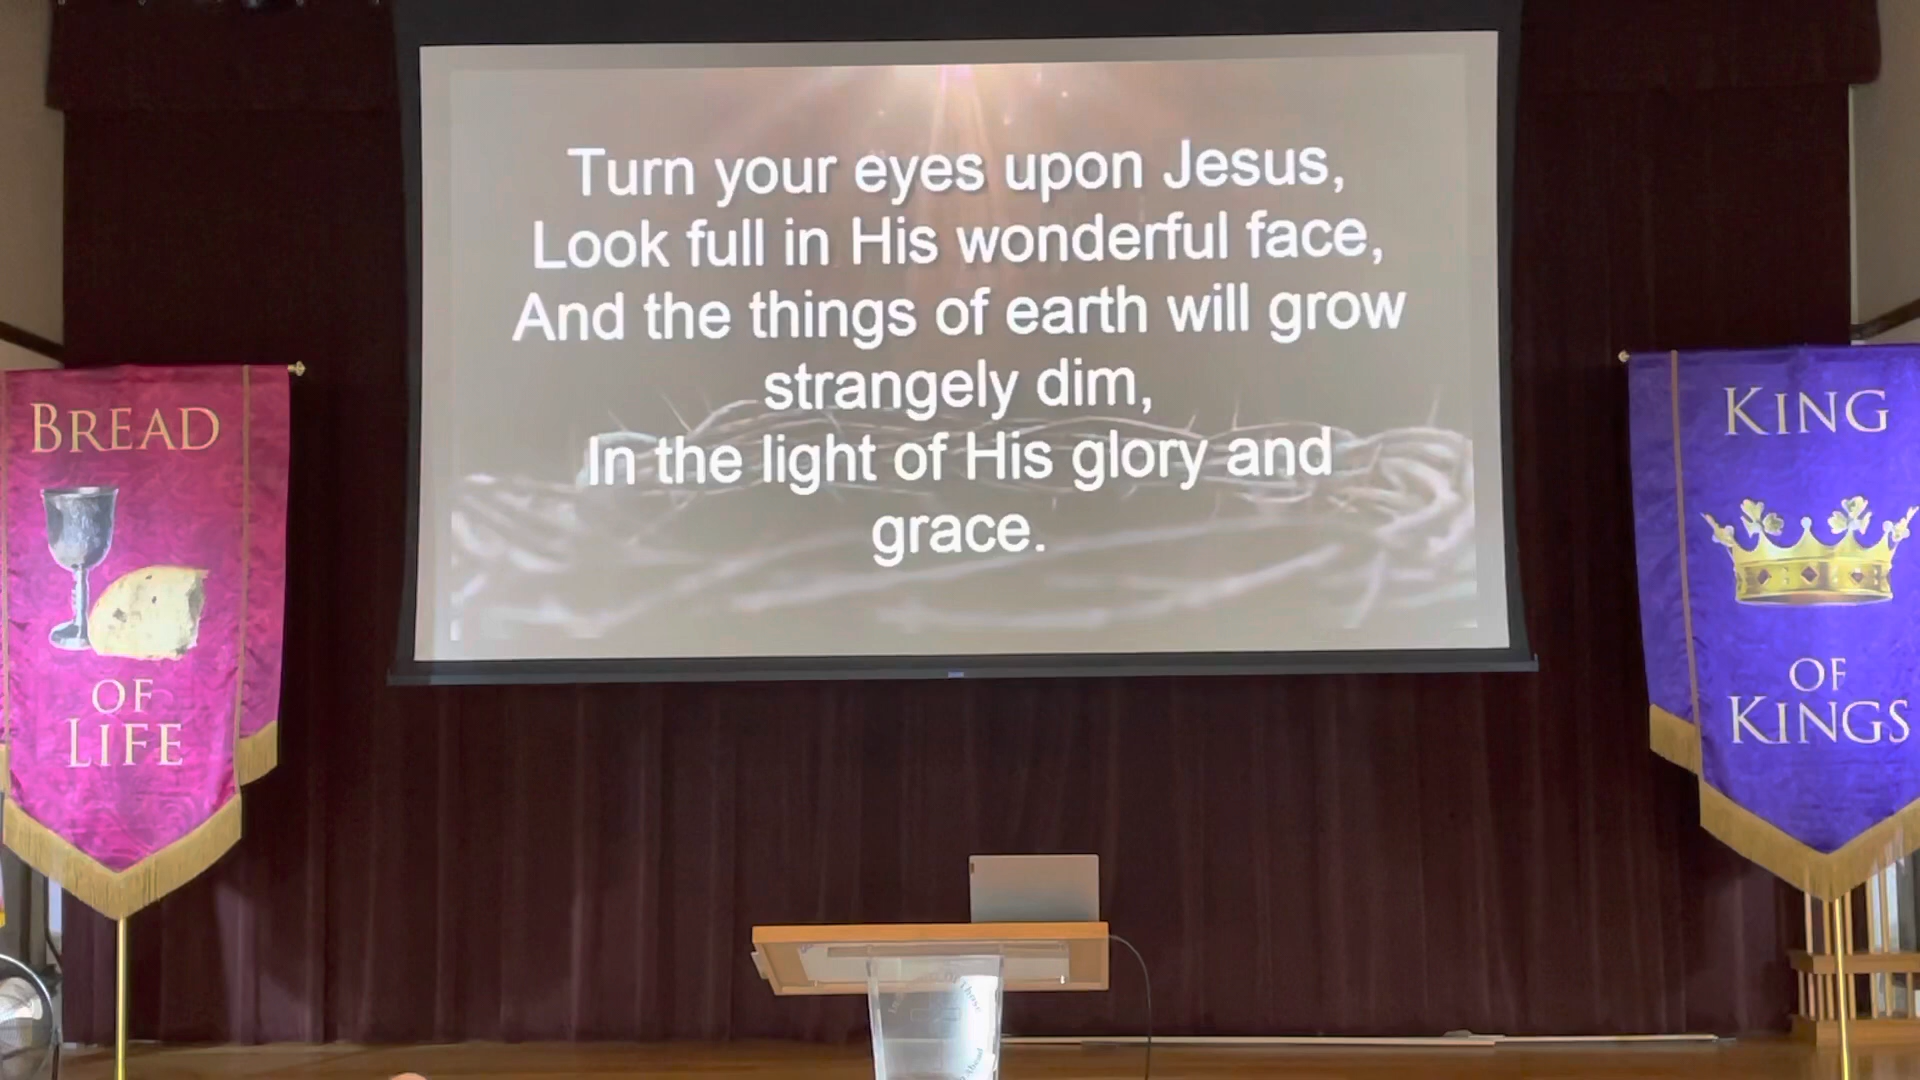 Turn your eyes upon Jesus,
Look full in His wonderful face,
And the things of earth will grow
strangely dim,
In the light of His glory and
grace.
BREAD
OF
LIFE
KING
OF
KINGS